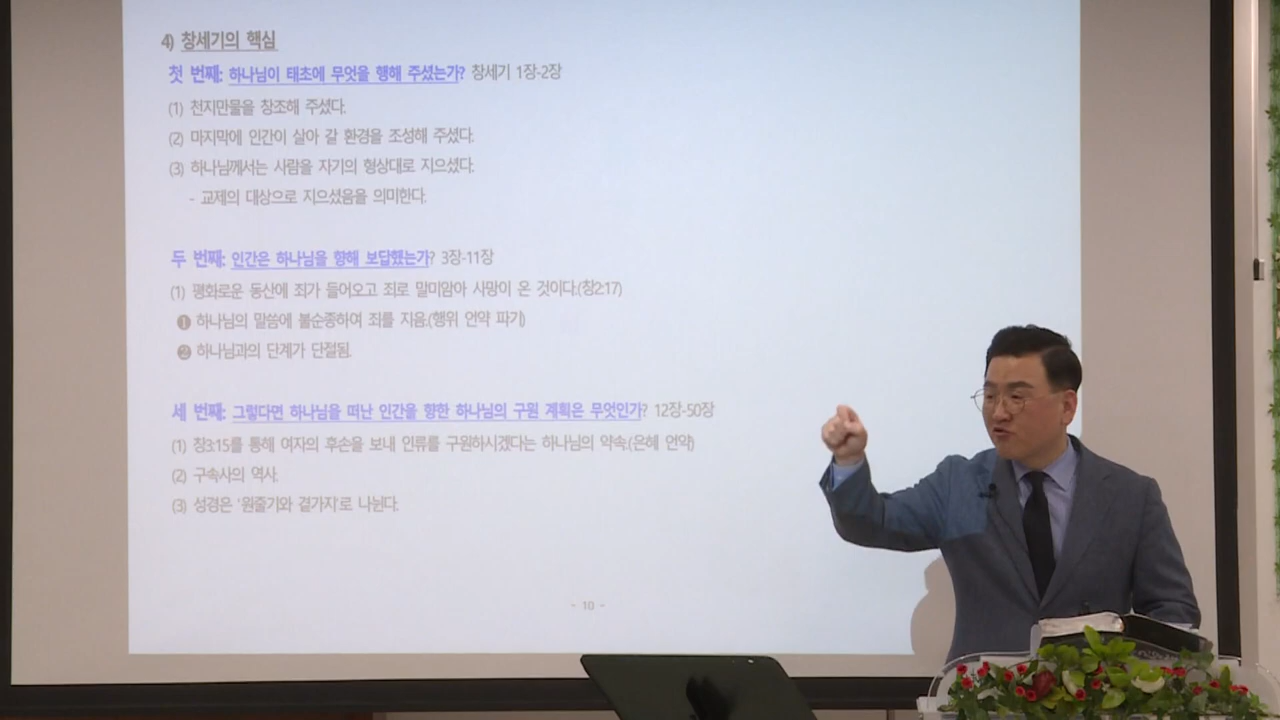 4) 창세기의 핵심
첫 번째: 하나님이 태초에 무엇을 행해 주셨는가? 창세기 1장-2장
(1) 천지만물을 창조해 주셨다.
(2) 마지막에 인간이 살아 갈 환경을 조성해 주셨다.
(3) 하나님께서는 사람을 자기의 형상대로 지으셨다.
- 교제의 대상으로 지으셨음을 의미한다.
두 번째: 인간은 하나님을 향해 보답했는가? 3장-11장
(1) 평화로운 동산에 죄가 들어오고 죄로 말미암아 사망이 온 것이다.(창2:17)
❶ 하나님의 말씀에 불순종하여 죄를 지음.(행위 언약 파기)
❷ 하나님과의 단계가 단절됨.
세 번째: 그렇다면 하나님을 떠난 인간을 향한 하나님의 구원 계획은 무엇인가? 12장-50장
(1) 창3:15를 통해 여자의 후손을 보내 인류를 구원하시겠다는 하나님의 약속.(은혜 언약)
(2) 구속사의 역사.
(3) 성경은 '원줄기와 곁가지'로 나뉜다.
- 10 -